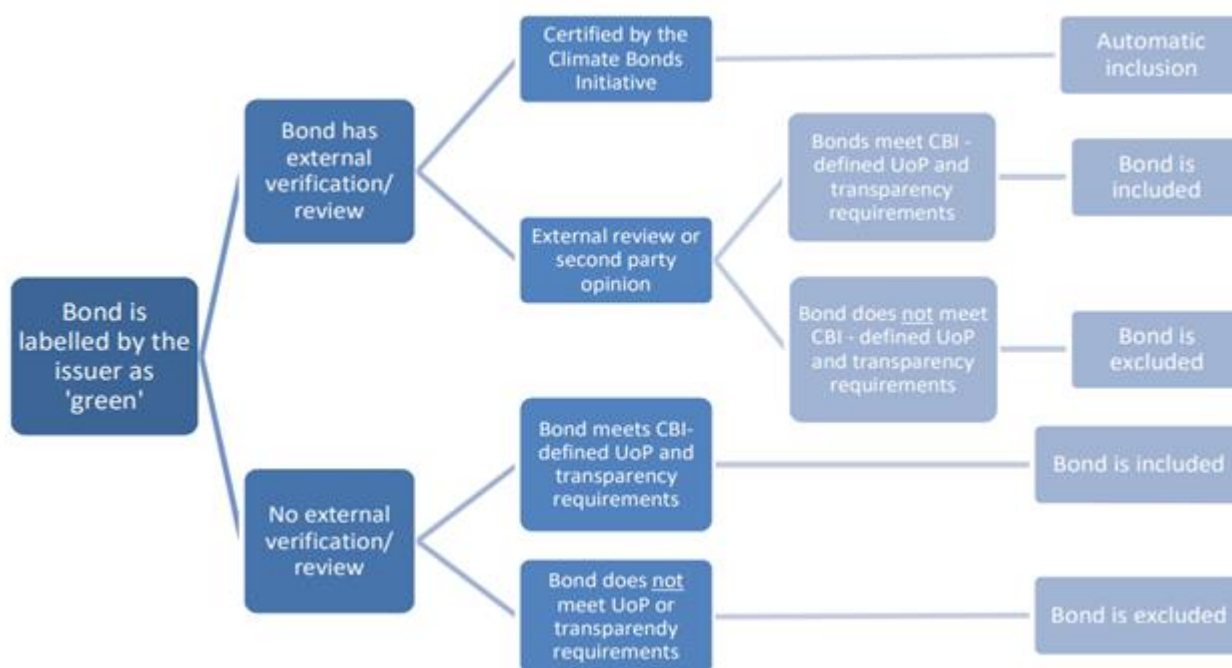 Bond is
labelled by the
issuer as
'green'
Bond has
external
verification/
review
Certified by the
Climate Bonds
Initiative
Automatic
inclusion
External review or
second party
opinion
Bonds meet CBI -
defined UoP and
transparency
requirements
Bond is
included
Bond does not meet
CBI - defined UoP
and transparency
requirements
Bond is
excluded
No external
verification/
review
Bond meets CBI-
defined UoP and
transparency
requirements
Bond is included
Bond does not
meet UoP or
transparendy
requirements
Bond is excluded